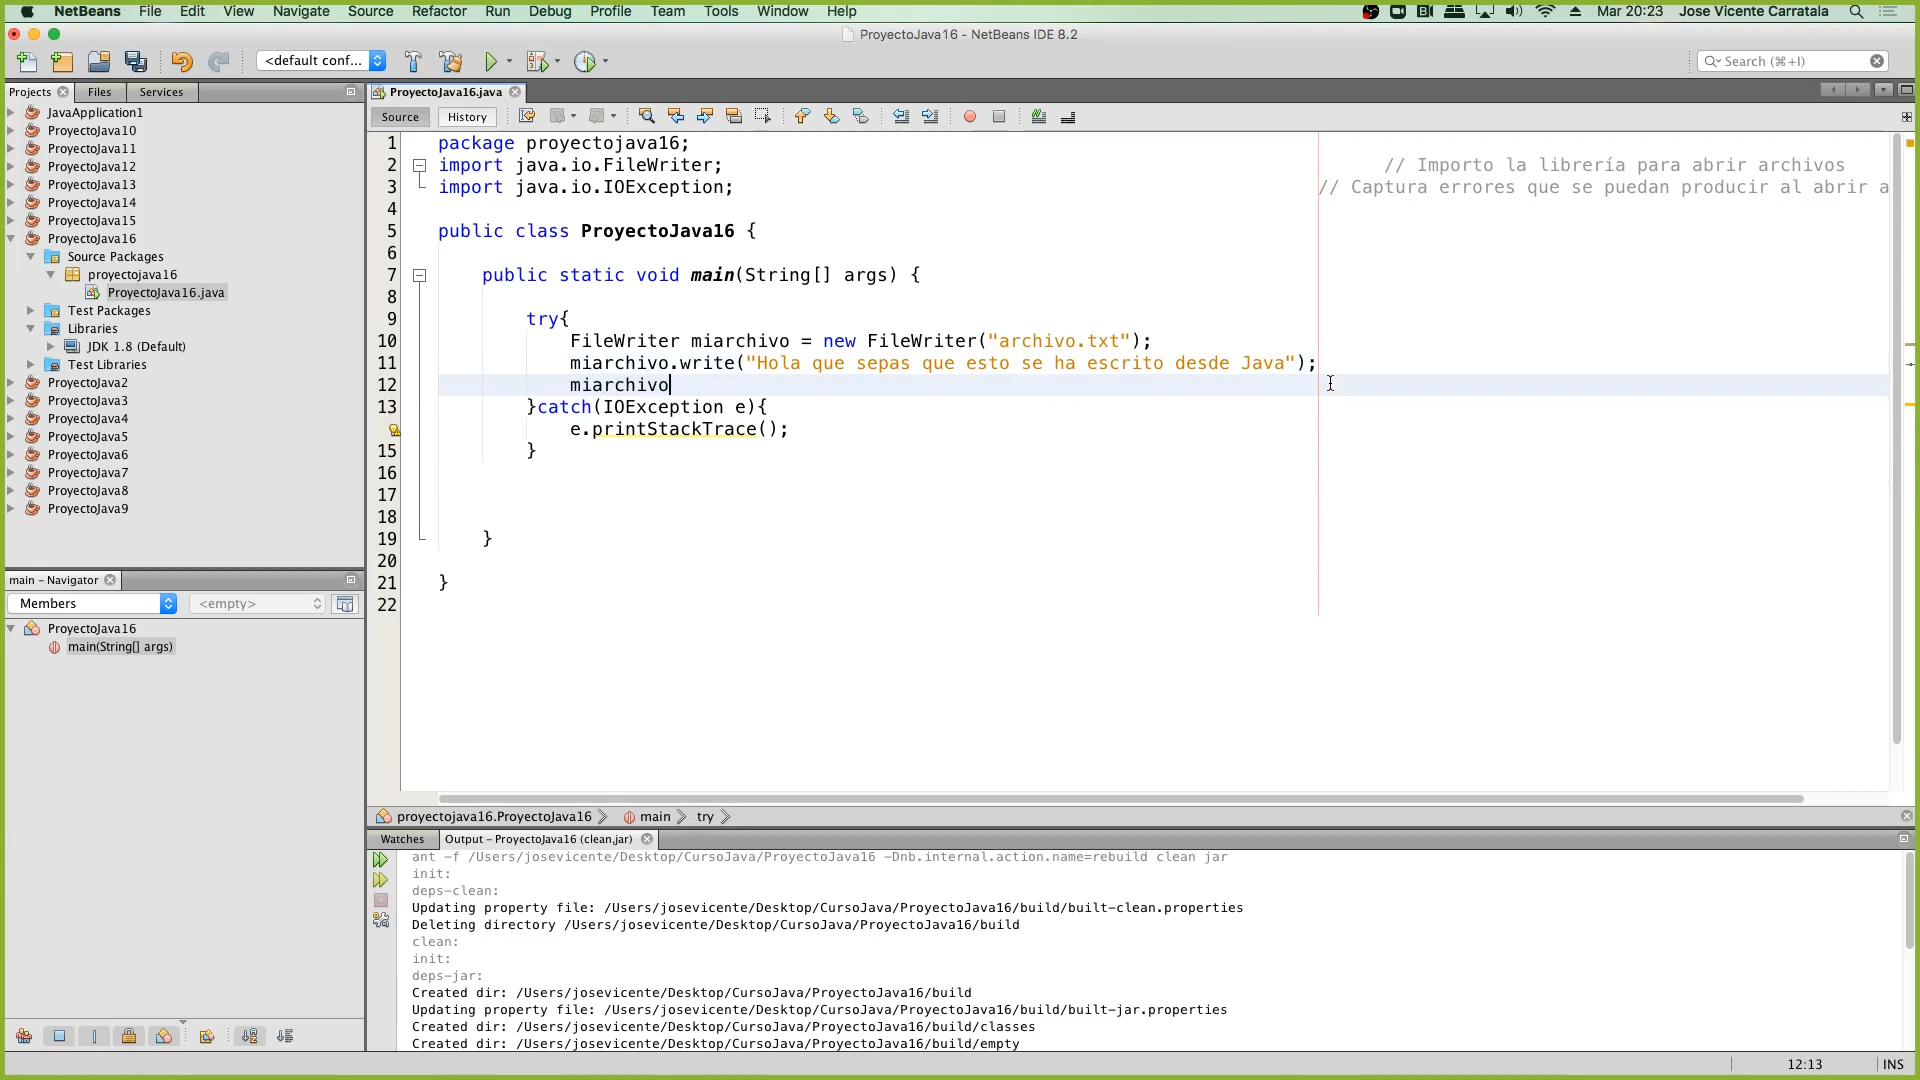 NetBeans File Edit View Navigate Source Refactor Run Debug Profile Team Tools Window Help Mar 20:23 Jose Vicente Carratala
ProyectoJava16 - NetBeans IDE 8.2
<default conf... Search (⌘+I)
Projects Files Services
JavaApplication1
ProyectoJava10
ProyectoJava11
ProyectoJava12
ProyectoJava13
ProyectoJava14
ProyectoJava15
ProyectoJava16
Source Packages
proyectojava16
ProyectoJava16.java
Test Packages
Libraries
JDK 1.8 (Default)
Test Libraries
ProyectoJava2
ProyectoJava3
ProyectoJava4
ProyectoJava5
ProyectoJava6
ProyectoJava7
ProyectoJava8
ProyectoJava9
main - Navigator
Members <empty>
ProyectoJava16
main(String[] args)
ProyectoJava16.java
Source History
1 package proyectojava16;
2 import java.io.FileWriter; // Importo la librería para abrir archivos
3 import java.io.IOException; // Captura errores que se puedan producir al abrir a
4
5 public class ProyectoJava16 {
6
7 public static void main(String[] args) {
8
9 try{
10 FileWriter miarchivo = new FileWriter("archivo.txt");
11 miarchivo.write("Hola que sepas que esto se ha escrito desde Java");
12 miarchivo
13 }catch(IOException e){
e.printStackTrace();
15 }
16
17
18
19 }
20
21 }
22
proyectojava16.ProyectoJava16 main try
Watches Output - ProyectoJava16 (clean,jar)
ant -f /Users/josevicente/Desktop/CursoJava/ProyectoJava16 -Dnb.internal.action.name=rebuild clean jar
init:
deps-clean:
Updating property file: /Users/josevicente/Desktop/CursoJava/ProyectoJava16/build/built-clean.properties
Deleting directory /Users/josevicente/Desktop/CursoJava/ProyectoJava16/build
clean:
init:
deps-jar:
Created dir: /Users/josevicente/Desktop/CursoJava/ProyectoJava16/build
Updating property file: /Users/josevicente/Desktop/CursoJava/ProyectoJava16/build/built-jar.properties
Created dir: /Users/josevicente/Desktop/CursoJava/ProyectoJava16/build/classes
Created dir: /Users/josevicente/Desktop/CursoJava/ProyectoJava16/build/empty
12:13 INS